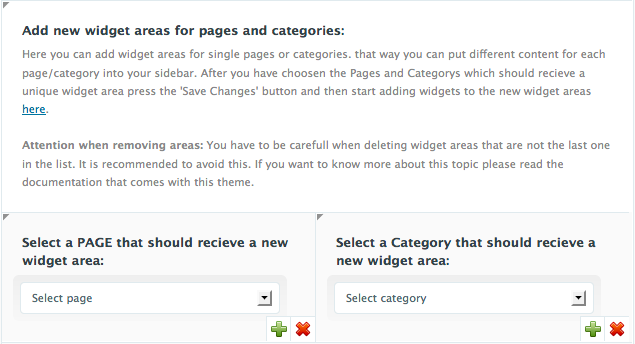 Add new widget areas for pages and categories:
Here you can add widget areas for single pages or categories. that way you can put different content for each
page/category into your sidebar. After you have choosen the Pages and Categorys which should recieve a
unique widget area press the 'Save Changes' button and then start adding widgets to the new widget areas
here.
Attention when removing areas: You have to be carefull when deleting widget areas that are not the last one
in the list. It is recommended to avoid this. If you want to know more about this topic please read the
documentation that comes with this theme.
Select a PAGE that should recieve a new
widget area:
Select page
Select a Category that should recieve a
new widget area:
Select category